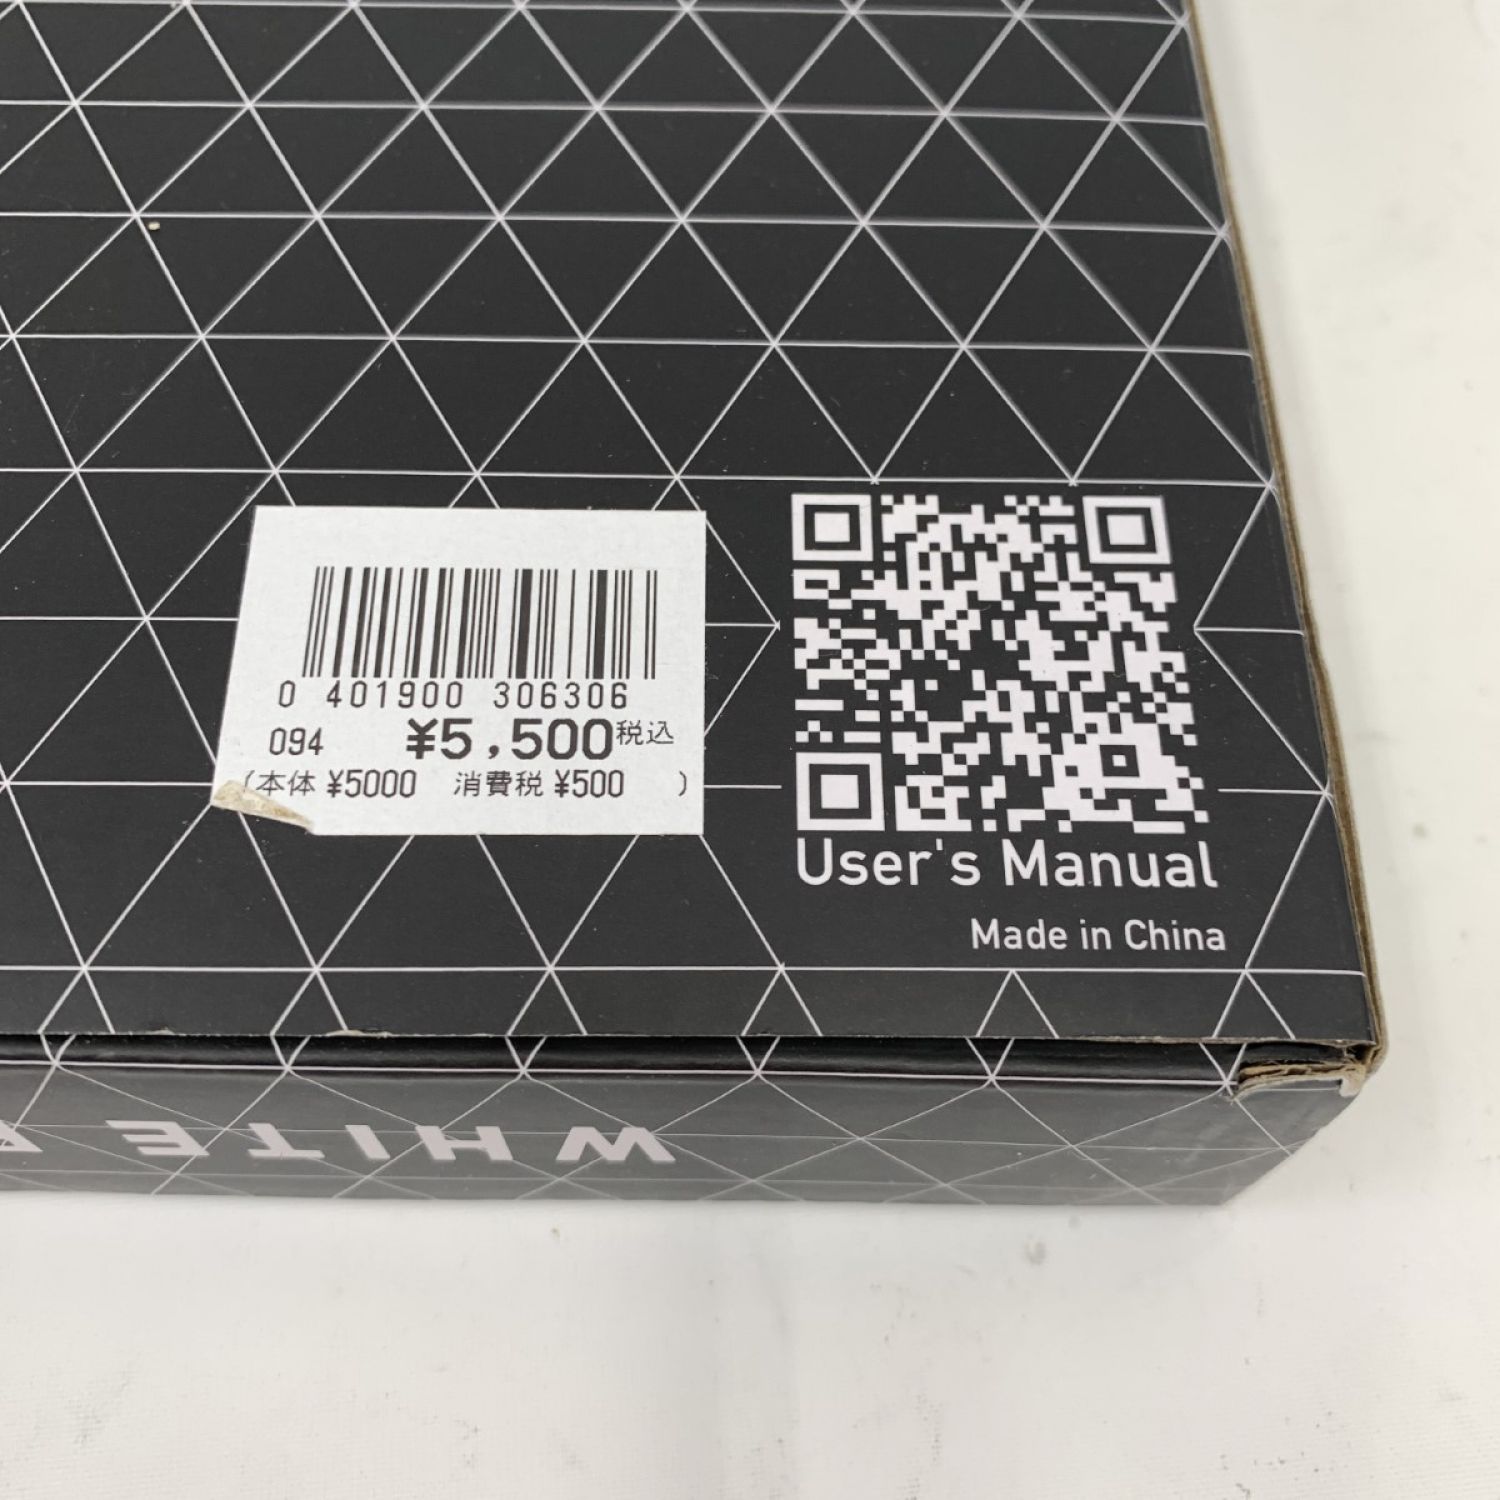 0 401900 306306
094 ¥5,500税込
(本体 ¥5000 消費税 ¥500 )
User's Manual
Made in China
WHITE